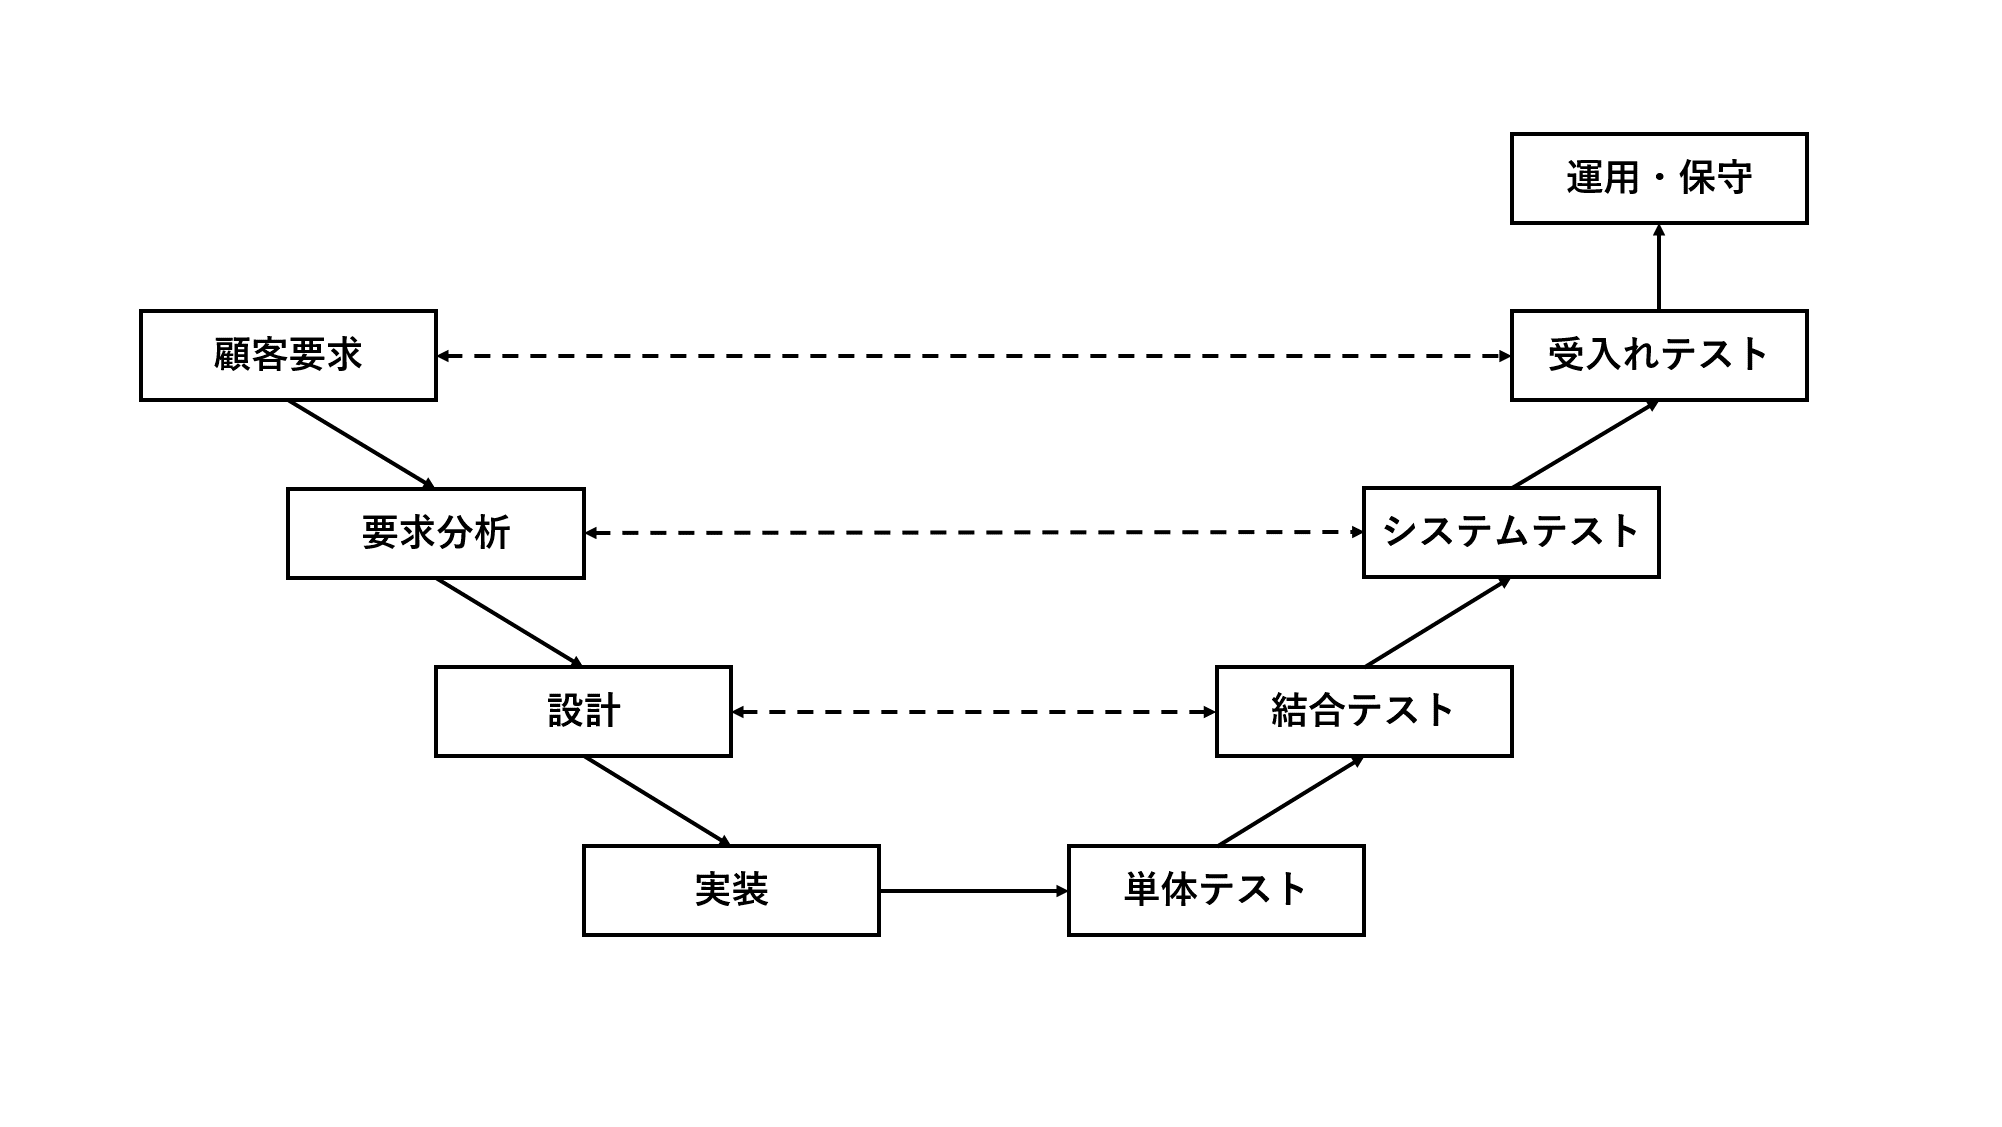 運用・保守
顧客要求
受入れテスト
要求分析
システムテスト
設計
結合テスト
実装
単体テスト